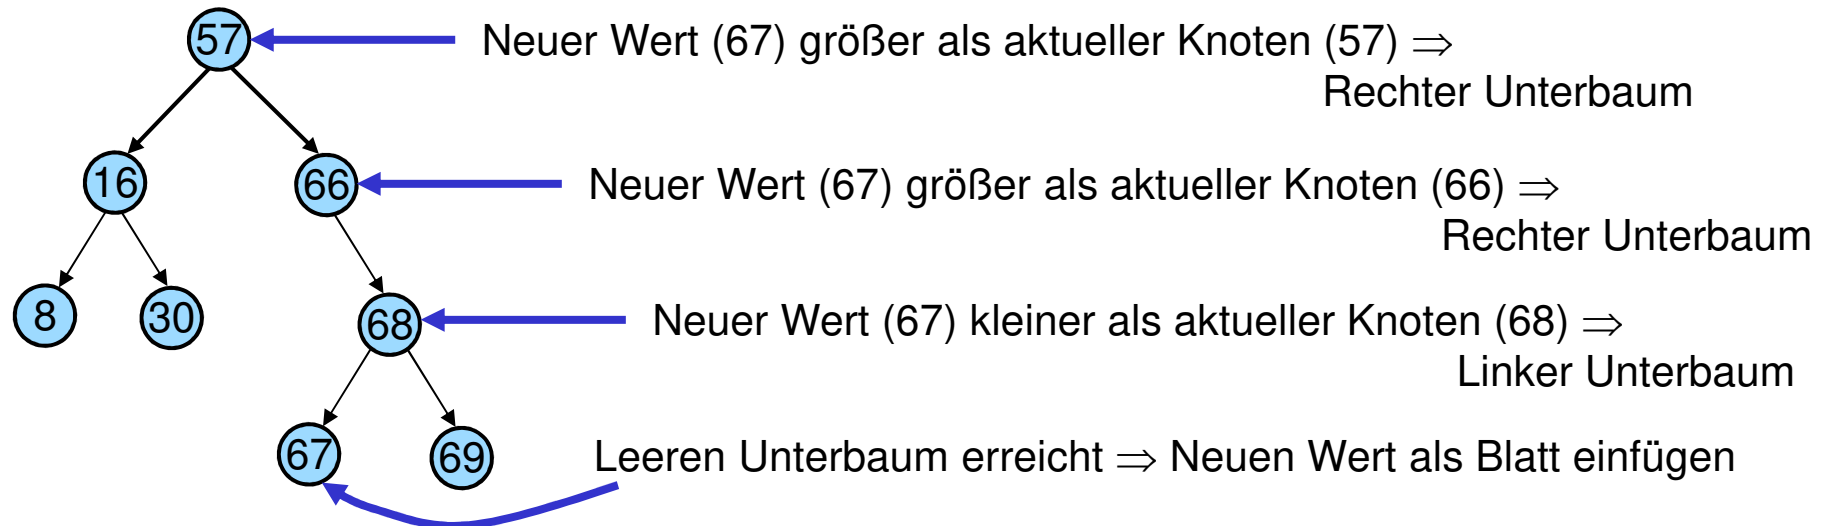 57 Neuer Wert (67) größer als aktueller Knoten (57) ⇒
Rechter Unterbaum
16 66 Neuer Wert (67) größer als aktueller Knoten (66) ⇒
Rechter Unterbaum
8 30 68 Neuer Wert (67) kleiner als aktueller Knoten (68) ⇒
Linker Unterbaum
67 69 Leeren Unterbaum erreicht ⇒ Neuen Wert als Blatt einfügen